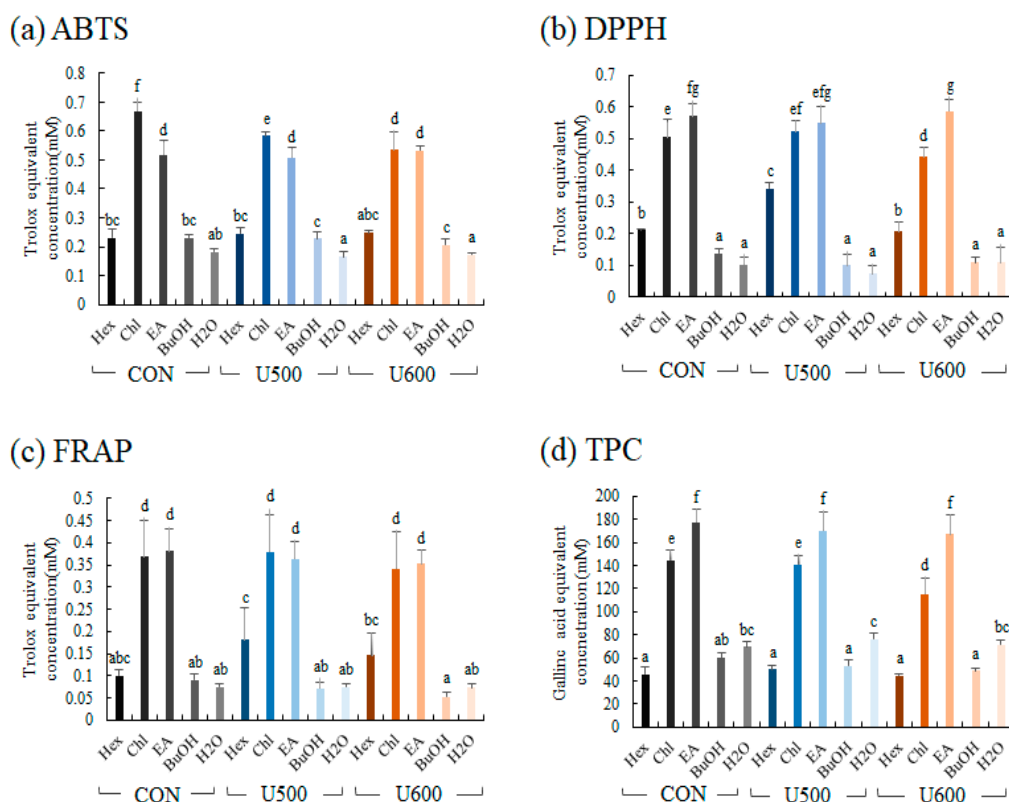 (a) ABTS
Trolox equivalent
concentration(mM)
0.8
0.7
0.6
0.5
0.4
0.3
0.2
0.1
0
bc
f
d
bc
ab
bc
e
d
c
a
abc
d
d
c
a
Hex
Chl
EA
BuOH
H2O
Hex
Chl
EA
BuOH
H2O
Hex
Chl
EA
BuOH
H2O
CON
U500
U600
(b) DPPH
Trolox equivalent
concentration(mM)
0.7
0.6
0.5
0.4
0.3
0.2
0.1
0
b
e
fg
a
a
c
ef
efg
a
a
b
d
g
a
a
Hex
Chl
EA
BuOH
H2O
Hex
Chl
EA
BuOH
H2O
Hex
Chl
EA
BuOH
H2O
CON
U500
U600
(c) FRAP
Trolox equivalent
concentration(mM)
0.5
0.45
0.4
0.35
0.3
0.25
0.2
0.15
0.1
0.05
0
abc
d
d
ab
ab
c
d
d
ab
ab
bc
d
d
a
ab
Hex
Chl
EA
BuOH
H2O
Hex
Chl
EA
BuOH
H2O
Hex
Chl
EA
BuOH
H2O
CON
U500
U600
(d) TPC
Gallinc acid equivalent
concnetration(mM)
200
180
160
140
120
100
80
60
40
20
0
a
e
f
ab
bc
a
e
f
a
c
a
d
f
a
bc
Hex
Chl
EA
BuOH
H2O
Hex
Chl
EA
BuOH
H2O
Hex
Chl
EA
BuOH
H2O
CON
U500
U600